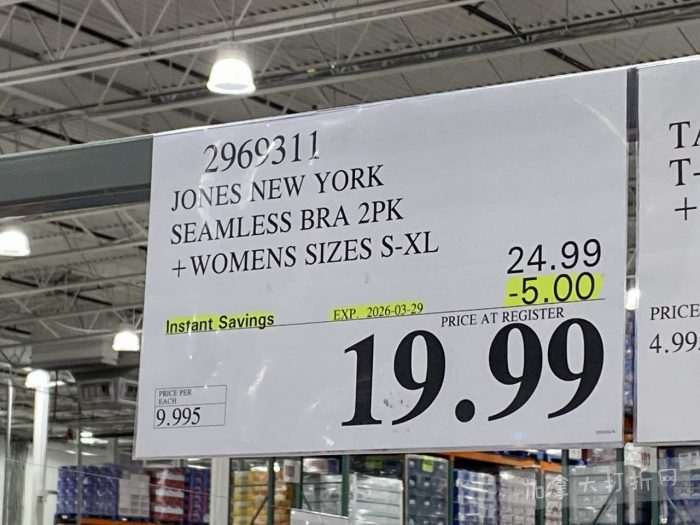 2969311
JONES NEW YORK
SEAMLESS BRA 2PK
+WOMENS SIZES S-XL
24.99
-5.00
Instant Savings
EXP. 2026-03-29
PRICE AT REGISTER
19.99
PRICE PER
EACH
9.995
TA
T-
+
PRICE
4.99
加拿大打折网